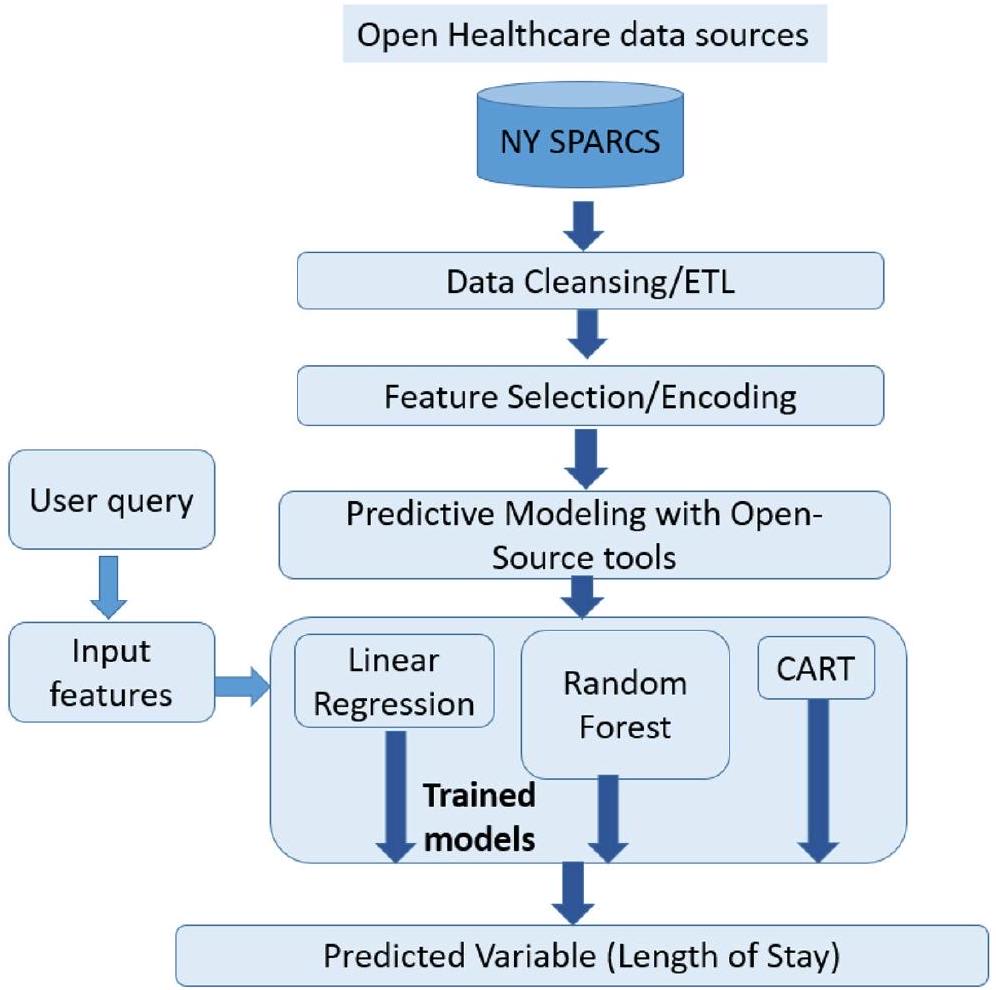 Open Healthcare data sources
NY SPARCS
Data Cleansing/ETL
Feature Selection/Encoding
User query
Predictive Modeling with Open-
Source tools
Input
features
Linear
Regression
Random
Forest
CART
Trained
models
Predicted Variable (Length of Stay)